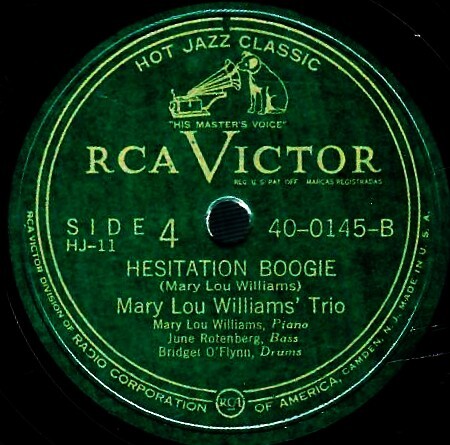 HOT JAZZ CLASSIC
"HIS MASTER'S VOICE"
RCA VICTOR
REG. U. S. PAT. OFF. MARCAS REGISTRADAS
SIDE 4 40-0145-B
HJ-11
HESITATION BOOGIE
(Mary Lou Williams)
Mary Lou Williams' Trio
Mary Lou Williams, Piano
June Rotenberg, Bass
Bridget O'Flynn, Drums
RCA VICTOR DIVISION OF RADIO CORPORATION OF AMERICA, CAMDEN, N. J. MADE IN U. S. A.
RCA